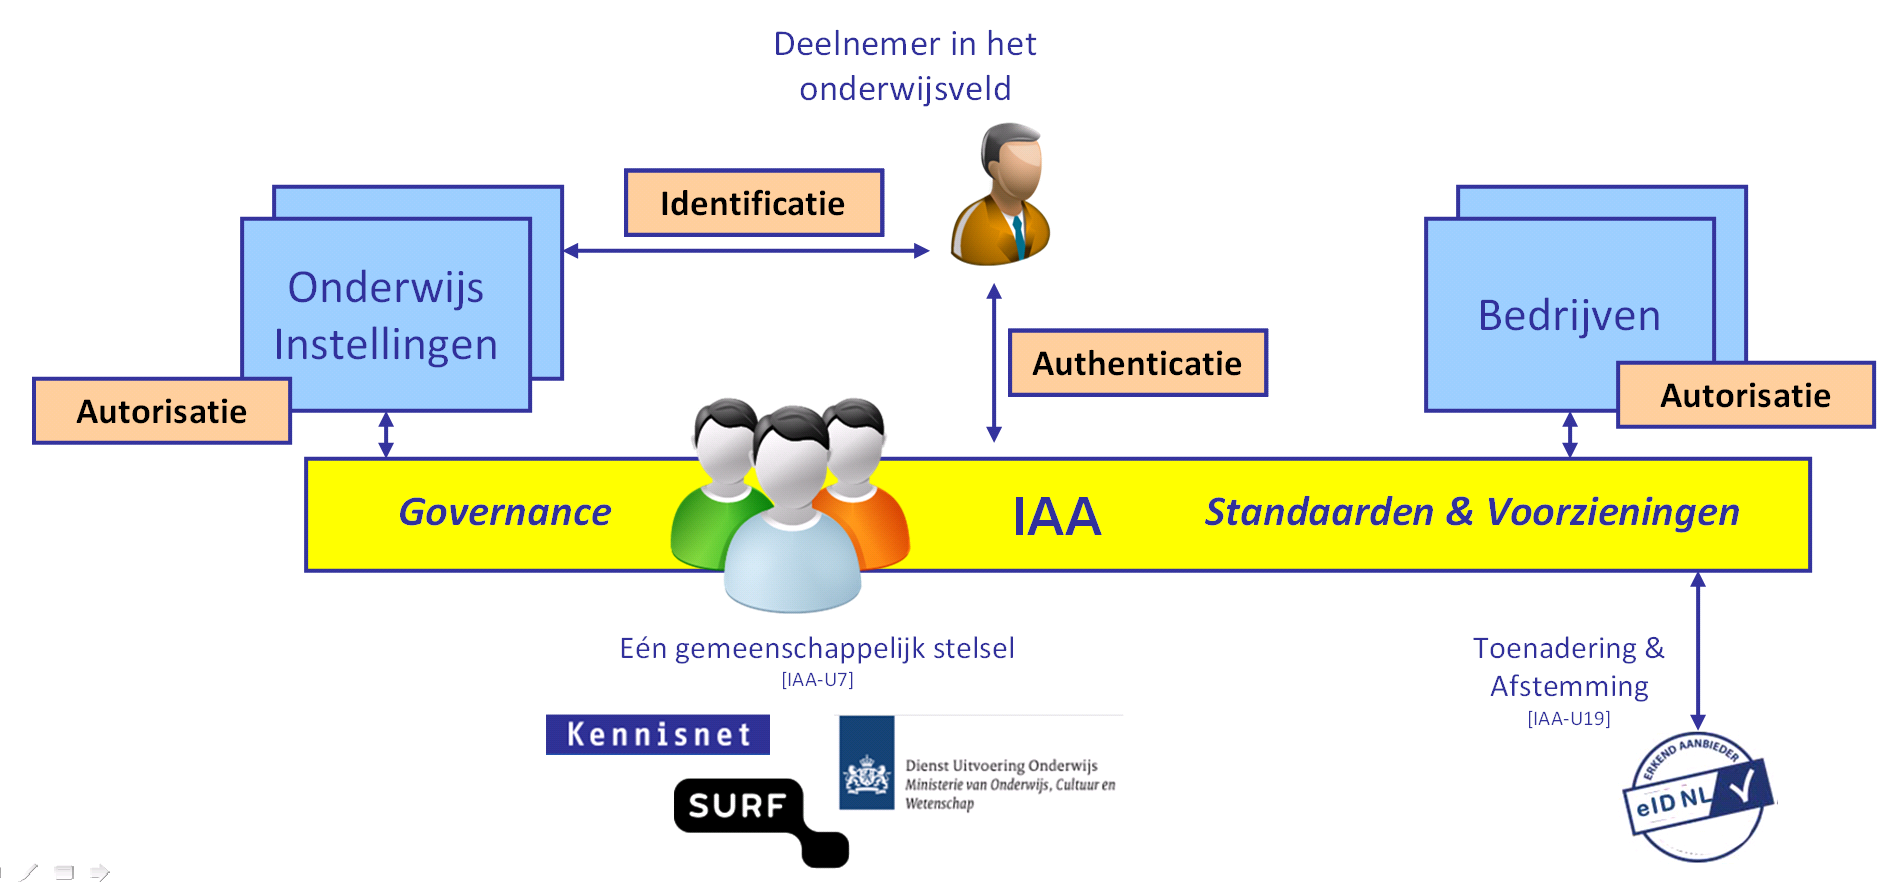 Deelnemer in het
onderwijsveld
Identificatie
Onderwijs
Instellingen
Autorisatie
Authenticatie
Bedrijven
Autorisatie
Governance
IAA
Standaarden & Voorzieningen
Eén gemeenschappelijk stelsel
[IAA-U7]
Toenadering &
Afstemming
[IAA-U19]
Kennisnet
SURF
Dienst Uitvoering Onderwijs
Ministerie van Onderwijs, Cultuur en
Wetenschap
ERKEND AANBIEDER
eID NL